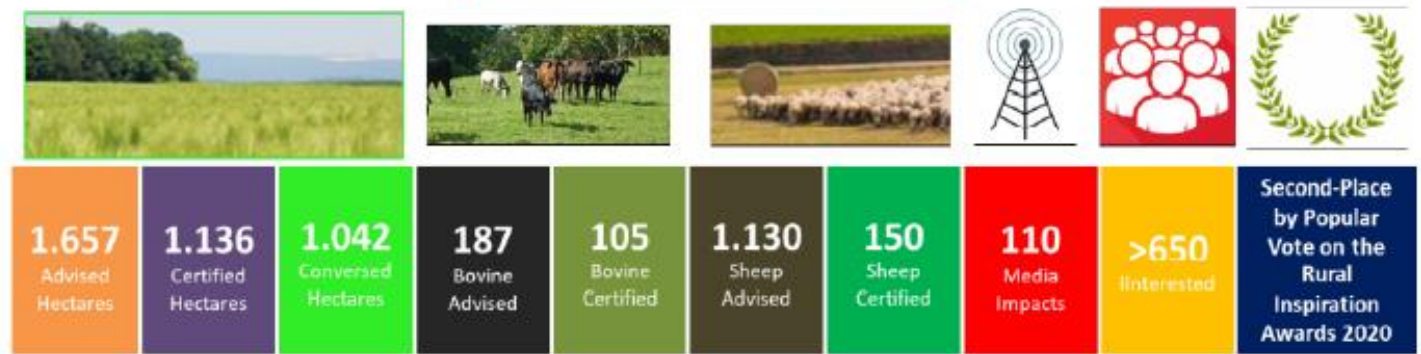 1.657
Advised
Hectares
1.136
Certified
Hectares
1.042
Conversed
Hectares
187
Bovine
Advised
105
Bovine
Certified
1.130
Sheep
Advised
150
Sheep
Certified
110
Media
Impacts
>650
IInterested
Second-Place
by Popular
Vote on the
Rural
Inspiration
Awards 2020